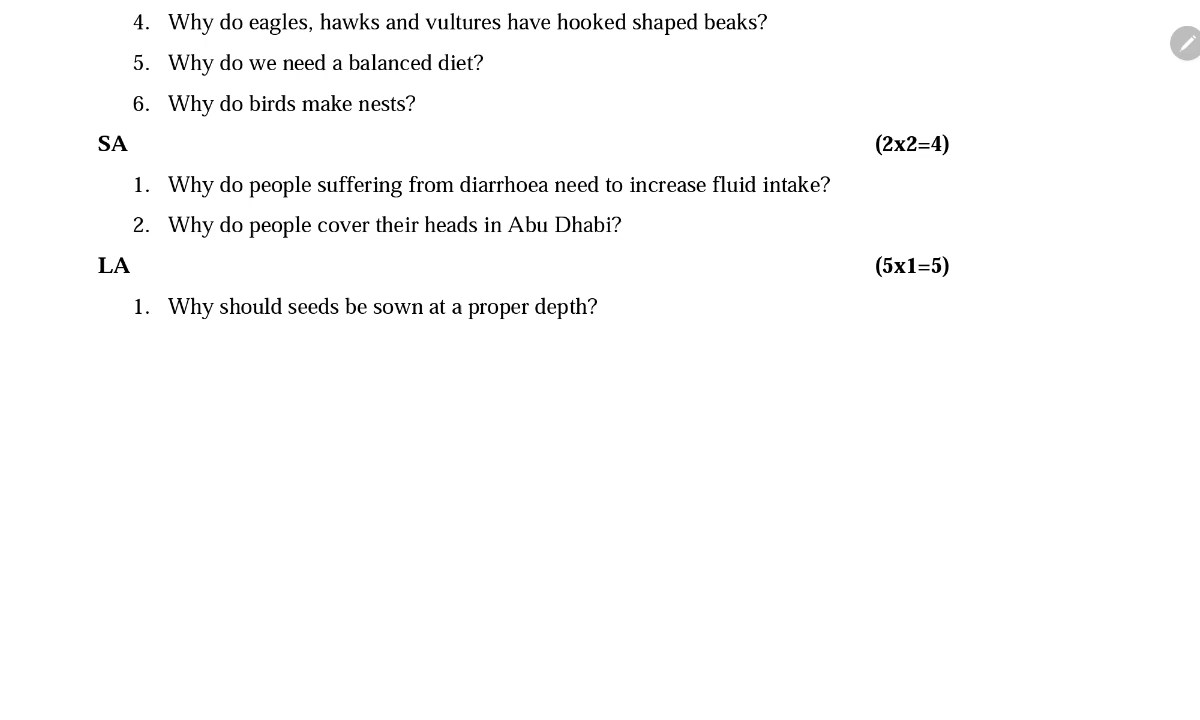 4. Why do eagles, hawks and vultures have hooked shaped beaks?
5. Why do we need a balanced diet?
6. Why do birds make nests?
SA (2x2=4)
1. Why do people suffering from diarrhoea need to increase fluid intake?
2. Why do people cover their heads in Abu Dhabi?
LA (5x1=5)
1. Why should seeds be sown at a proper depth?